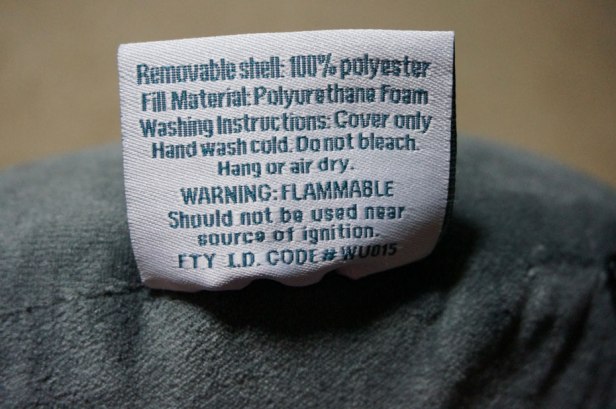 Removable shell: 100% polyester
Fill Material: Polyurethane Foam
Washing Instructions: Cover only
Hand wash cold. Do not bleach.
Hang or air dry.
WARNING: FLAMMABLE
Should not be used near
source of ignition.
FTY I.D. CODE # WU015